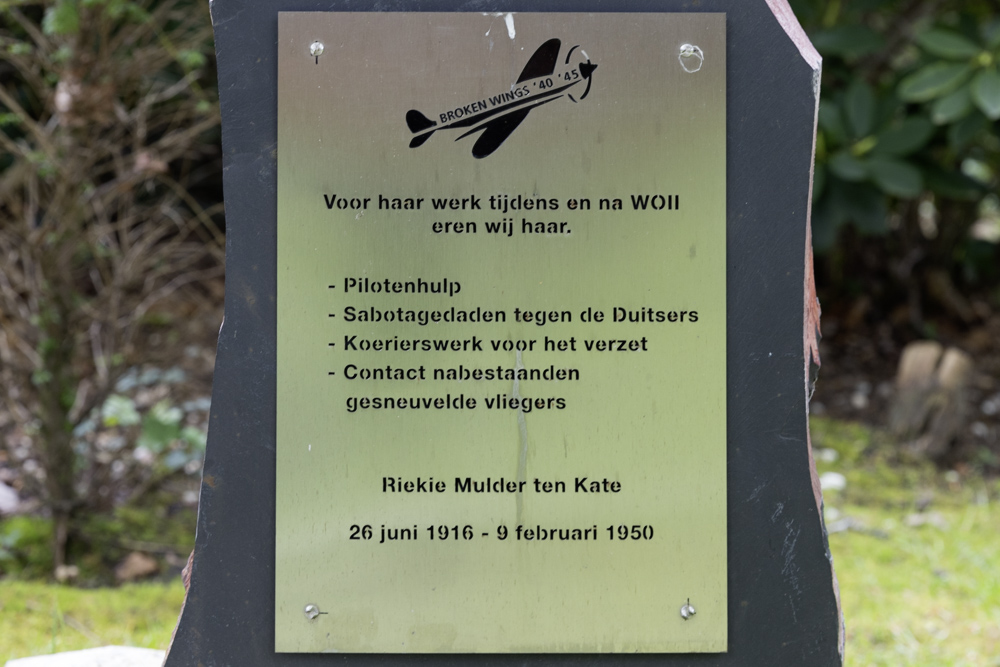 BROKEN WINGS '40 '45
Voor haar werk tijdens en na WOII
eren wij haar.
- Pilotenhulp
- Sabotagedaden tegen de Duitsers
- Koerierswerk voor het verzet
- Contact nabestaanden
gesneuvelde vliegers
Riekie Mulder ten Kate
26 juni 1916 - 9 februari 1950